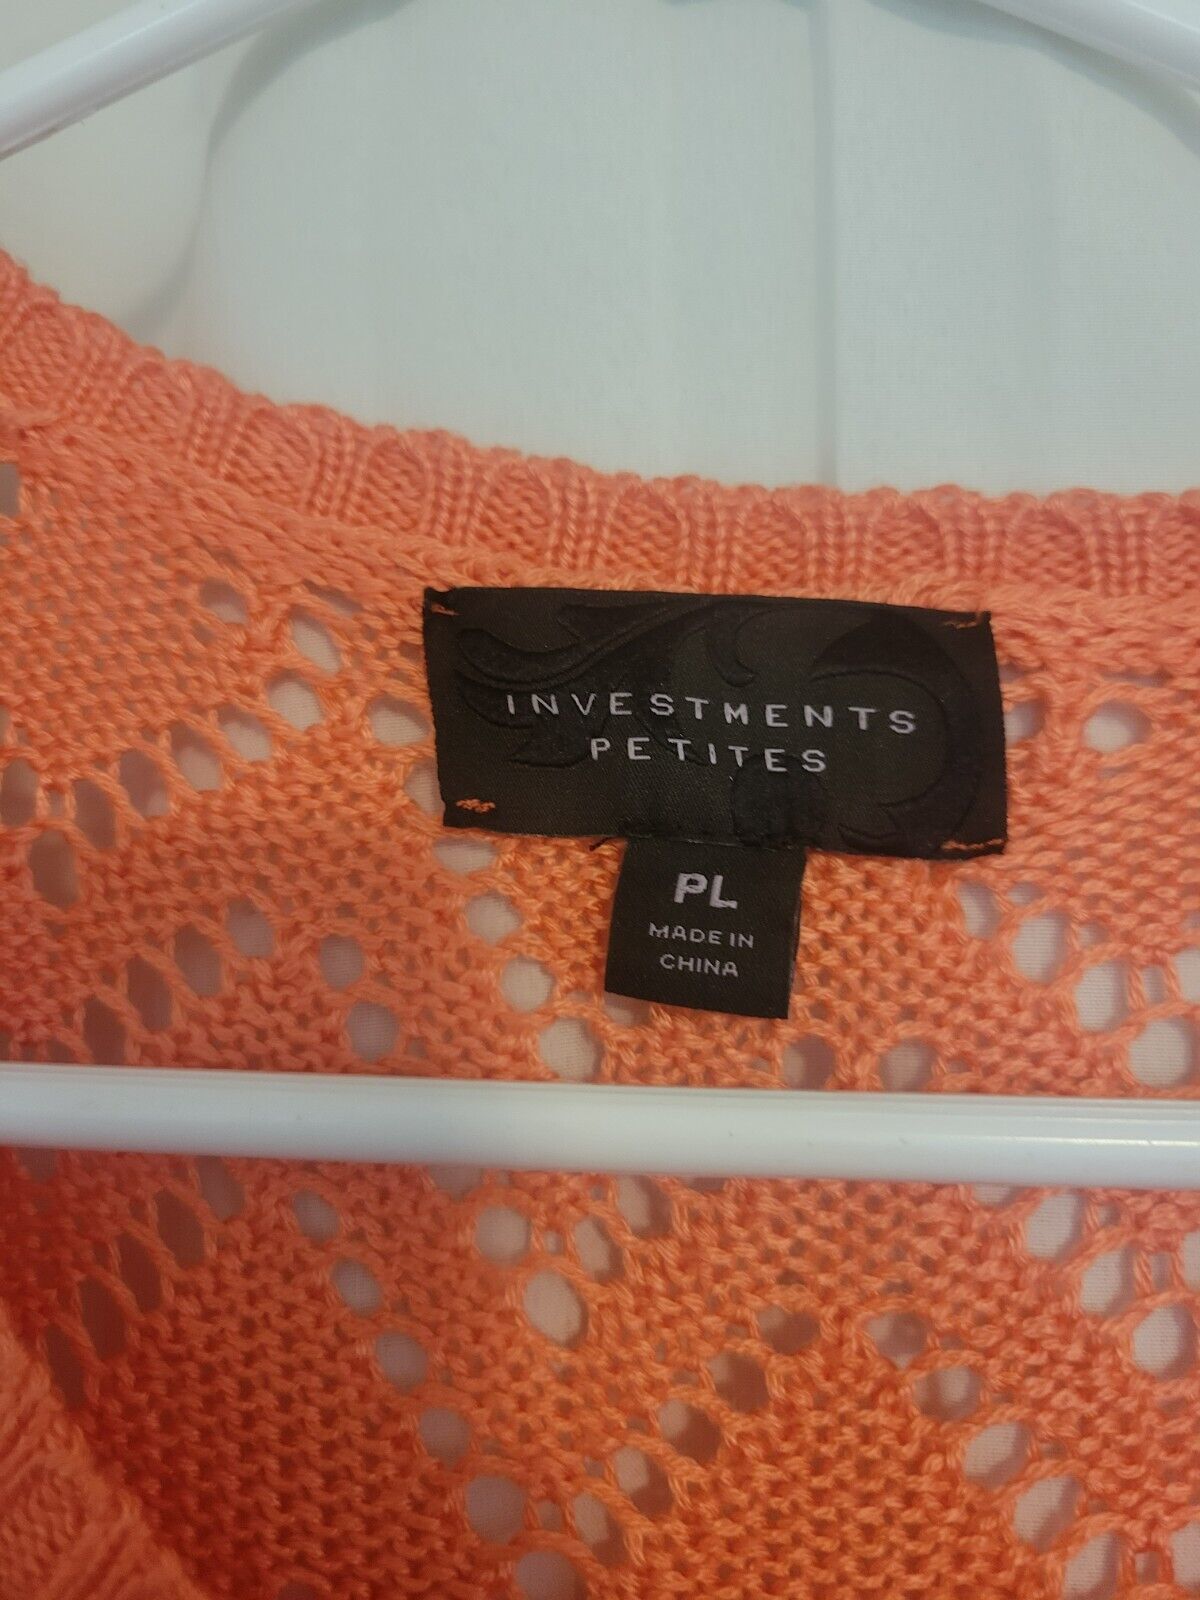 INVESTMENTS
PETITES
PL
MADE IN
CHINA